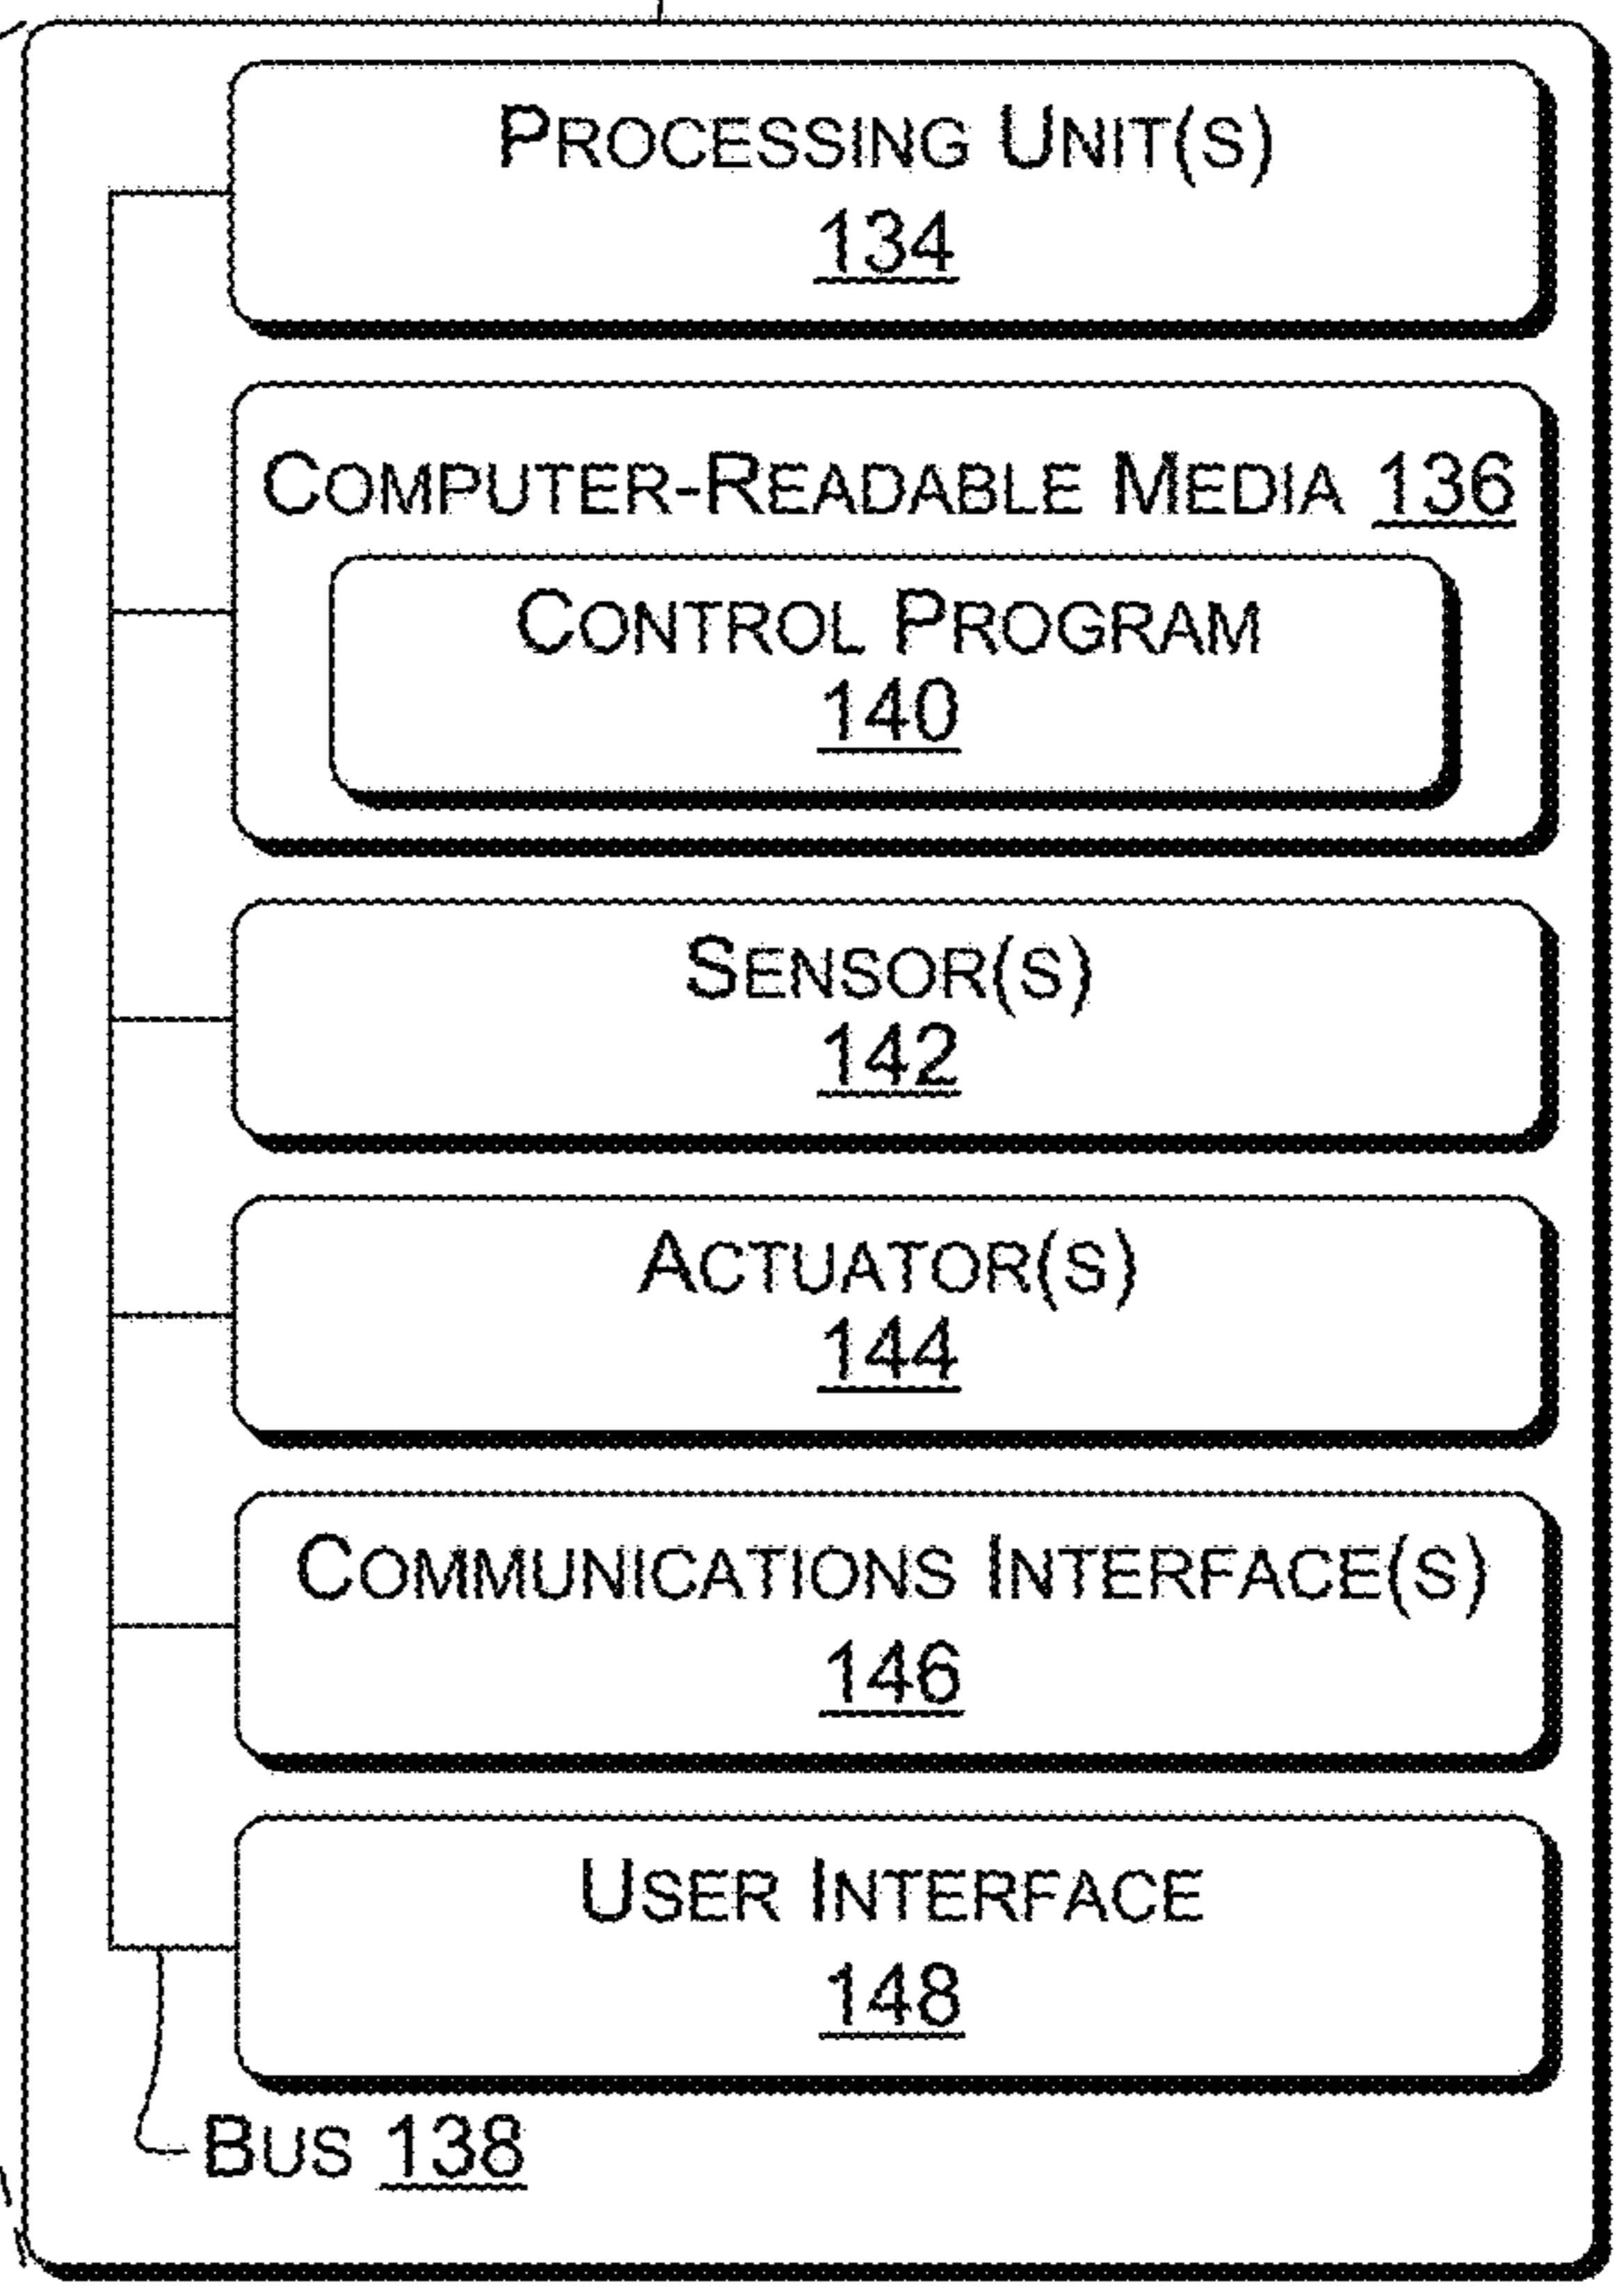 PROCESSING UNIT(S)
134
COMPUTER-READABLE MEDIA 136
CONTROL PROGRAM
140
SENSOR(S)
142
ACTUATOR(S)
144
COMMUNICATIONS INTERFACE(S)
146
USER INTERFACE
148
BUS 138